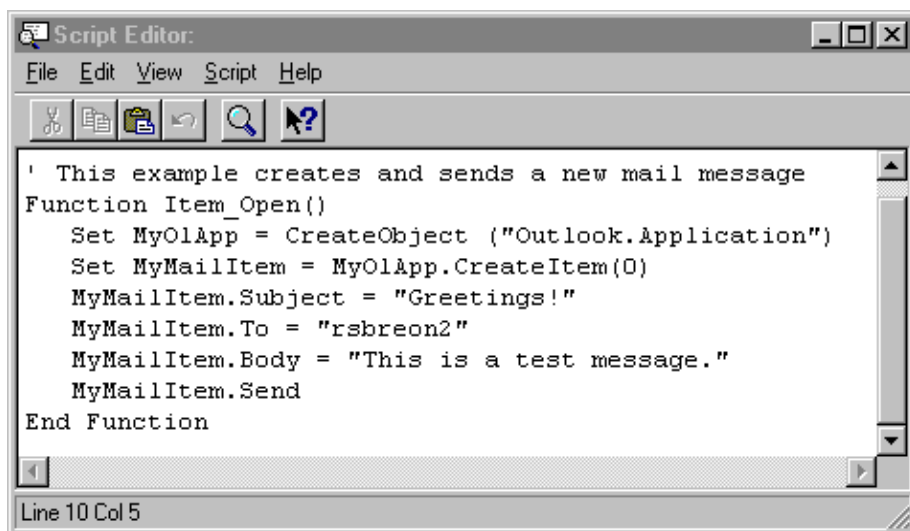 Script Editor:
File Edit View Script Help
' This example creates and sends a new mail message
Function Item_Open()
   Set MyOlApp = CreateObject ("Outlook.Application")
   Set MyMailItem = MyOlApp.CreateItem(0)
   MyMailItem.Subject = "Greetings!"
   MyMailItem.To = "rsbreon2"
   MyMailItem.Body = "This is a test message."
   MyMailItem.Send
End Function
Line 10 Col 5